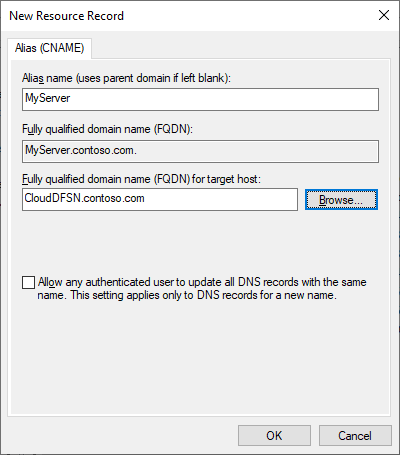 New Resource Record
Alias (CNAME)
Alias name (uses parent domain if left blank):
MyServer
Fully qualified domain name (FQDN):
MyServer.contoso.com.
Fully qualified domain name (FQDN) for target host:
CloudDFSN.contoso.com
Browse...
Allow any authenticated user to update all DNS records with the same
name. This setting applies only to DNS records for a new name.
OK
Cancel